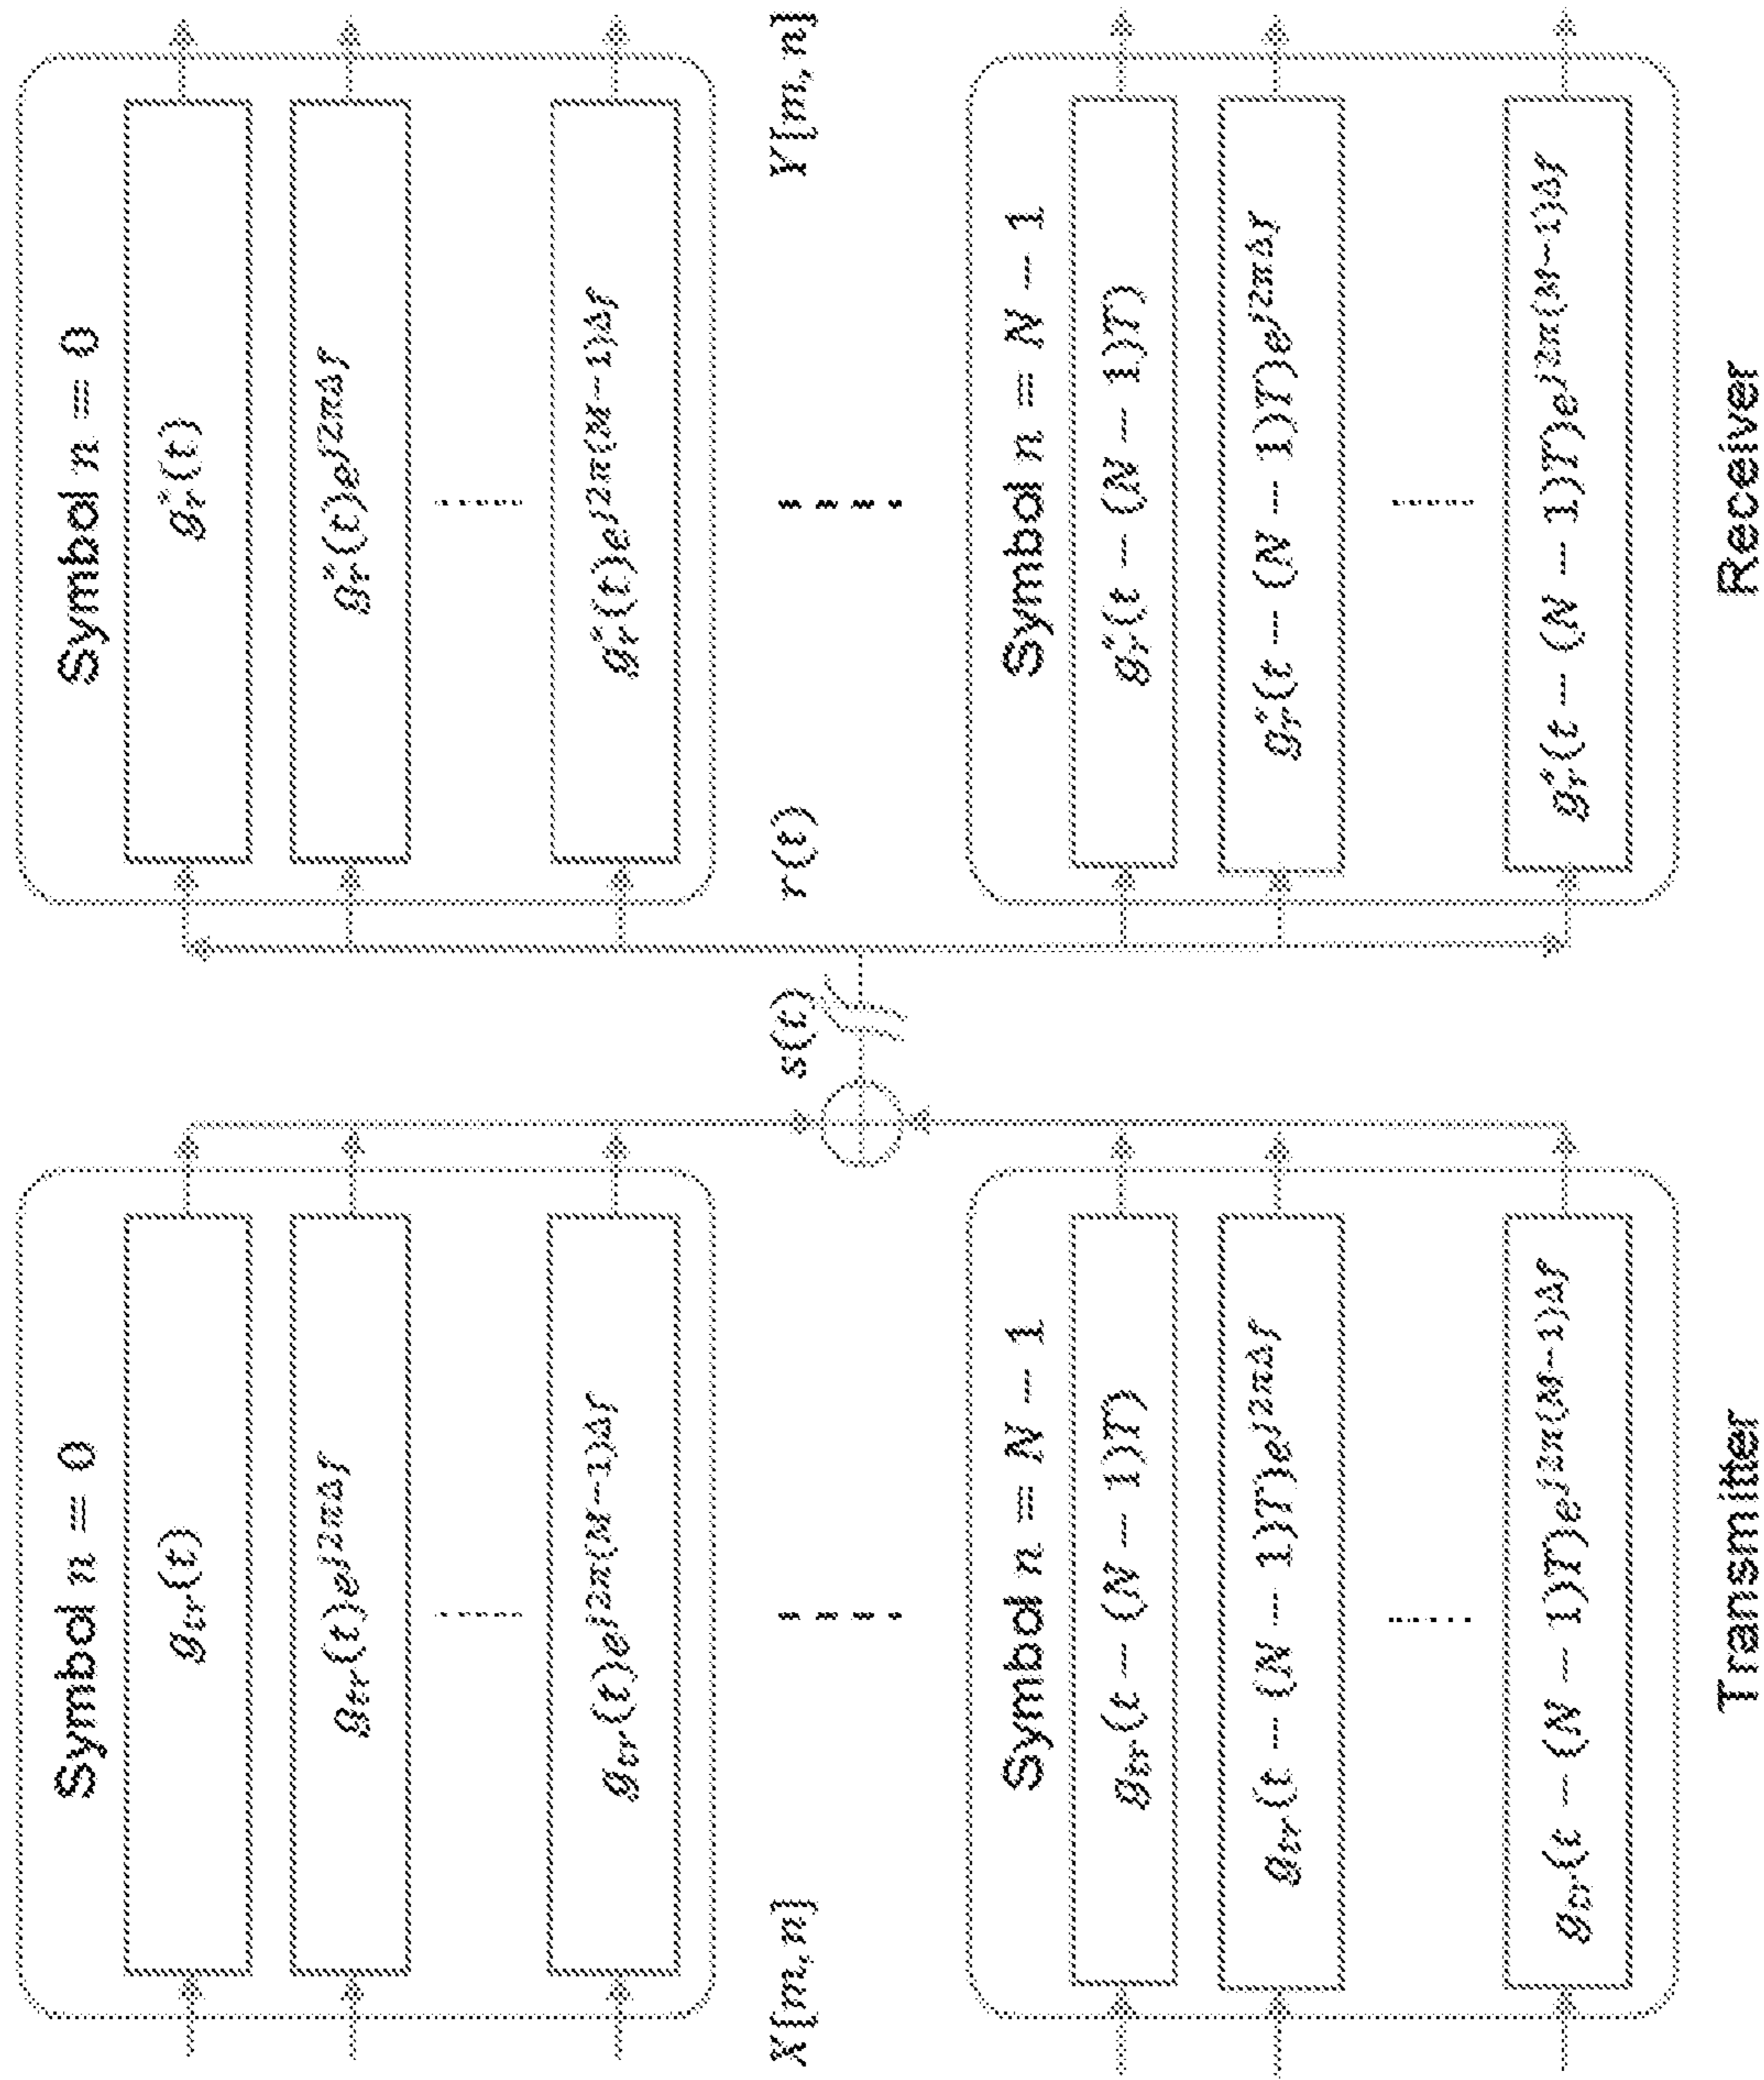 Symbol n = 0
g_tr(t)
g_tr(t)e^{j2πΔf}
g_tr(t)e^{j2π(M−1)Δf}
X[m,n]
Symbol n = N − 1
g_tr(t − (N − 1)T)
g_tr(t − (N − 1)T)e^{j2πΔf}
g_tr(t − (N − 1)T)e^{j2π(M−1)Δf}
Transmitter
s(t)
r(t)
Symbol n = 0
g_r^*(t)
g_r^*(t)e^{j2πΔf}
g_r^*(t)e^{j2π(M−1)Δf}
Y[m,n]
Symbol n = N − 1
g_r^*(t − (N − 1)T)
g_r^*(t − (N − 1)T)e^{j2πΔf}
g_r^*(t − (N − 1)T)e^{j2π(M−1)Δf}
Receiver